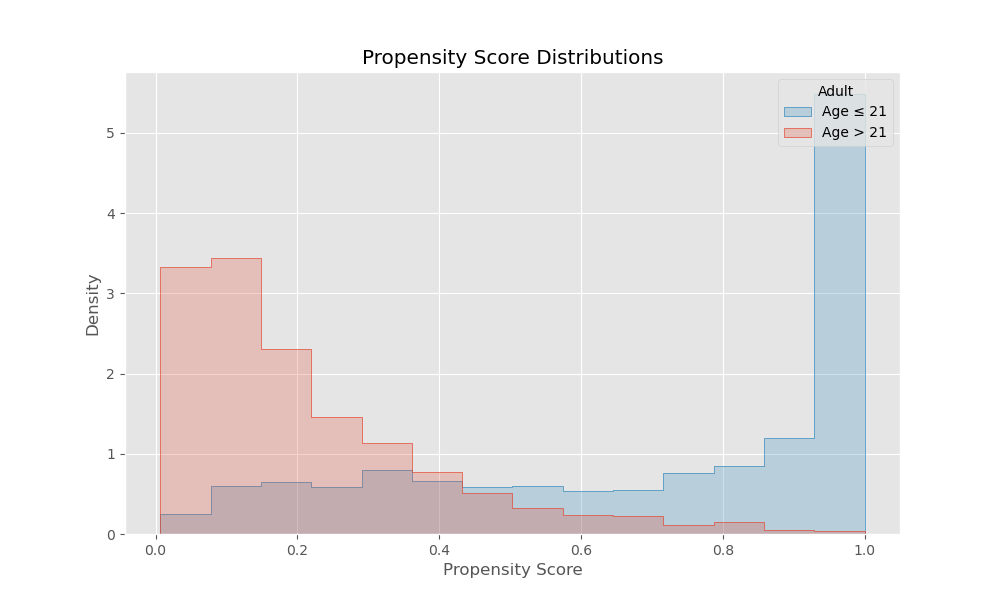 Propensity Score Distributions
Adult
Age ≤ 21
Age > 21
5
4
3
2
1
0
Density
0.0 0.2 0.4 0.6 0.8 1.0
Propensity Score